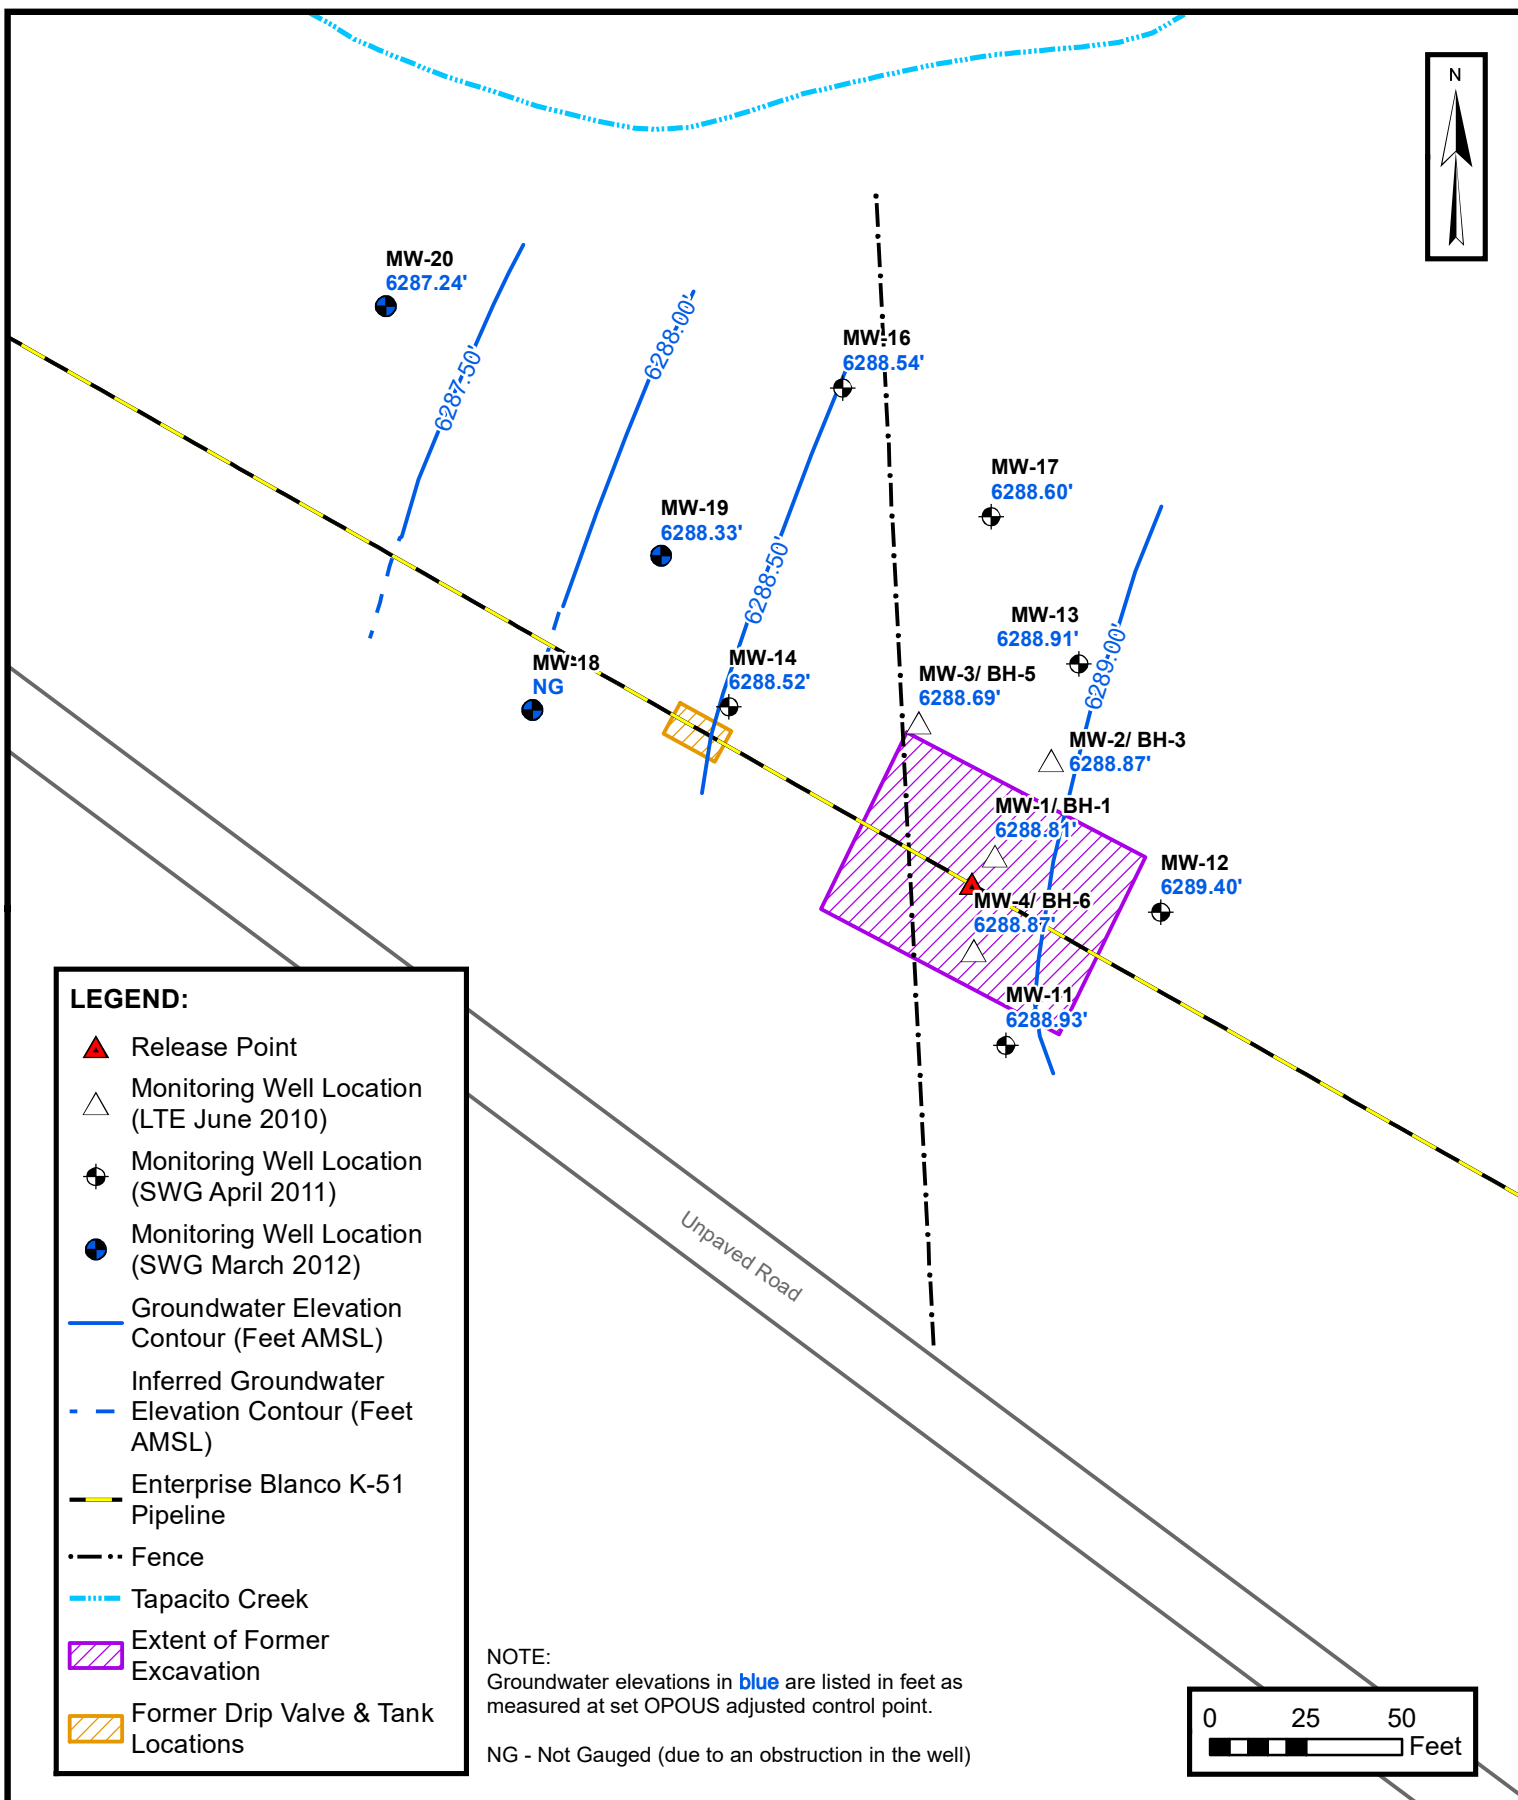 N
MW-20
6287.24'
6287.50'
6288.00'
MW-16
6288.54'
MW-17
6288.60'
MW-19
6288.33'
6288.50'
MW-13
6288.91'
6289.00'
MW-18
NG
MW-14
6288.52'
MW-3/ BH-5
6288.69'
MW-2/ BH-3
6288.87'
MW-1/ BH-1
6288.81'
MW-12
6289.40'
MW-4/ BH-6
6288.87'
MW-11
6288.93'
Unpaved Road
LEGEND:
Release Point
Monitoring Well Location
(LTE June 2010)
Monitoring Well Location
(SWG April 2011)
Monitoring Well Location
(SWG March 2012)
Groundwater Elevation
Contour (Feet AMSL)
Inferred Groundwater
Elevation Contour (Feet
AMSL)
Enterprise Blanco K-51
Pipeline
Fence
Tapacito Creek
Extent of Former
Excavation
Former Drip Valve & Tank
Locations
NOTE:
Groundwater elevations in blue are listed in feet as
measured at set OPOUS adjusted control point.
NG - Not Gauged (due to an obstruction in the well)
0 25 50
Feet